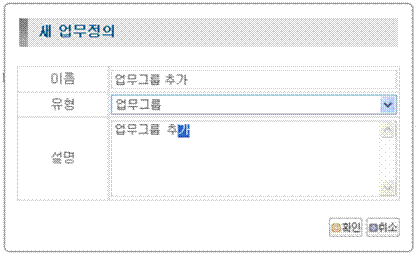 새 업무정의
이름 업무그룹 추가
유형 업무그룹
설명 업무그룹 추가
확인 취소